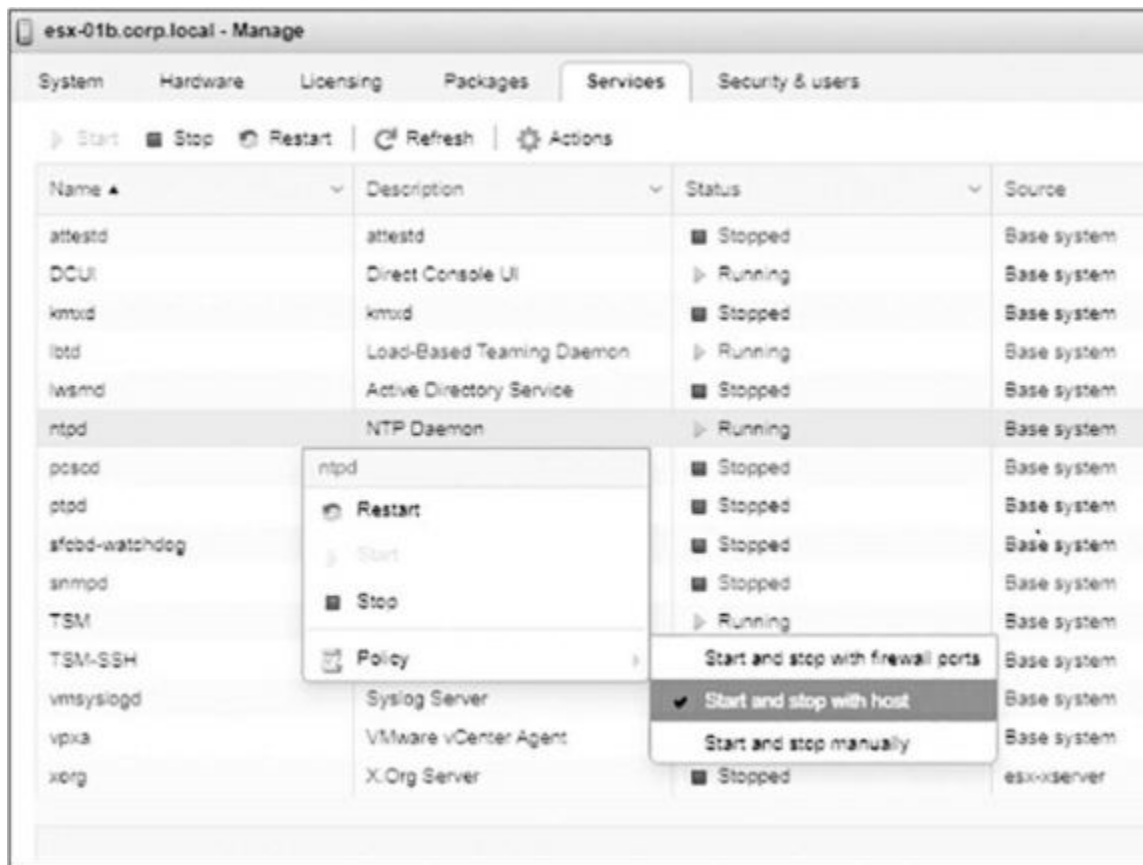 esx-01b.corp.local - Manage
System Hardware Licensing Packages Services Security & users
Start Stop Restart Refresh Actions
Name Description Status Source
attestd attestd Stopped Base system
DCUI Direct Console UI Running Base system
kmxd kmxd Stopped Base system
lbtd Load-Based Teaming Daemon Running Base system
lwsmd Active Directory Service Stopped Base system
ntpd NTP Daemon Running Base system
pcscd Stopped Base system
ptpd Stopped Base system
sfcbd-watchdog Stopped Base system
snmpd Stopped Base system
TSM Running Base system
TSM-SSH Base system
vmsyslogd Syslog Server Base system
vpxa VMware vCenter Agent Base system
xorg X.Org Server Stopped esx-xserver
ntpd
Restart
Start
Stop
Policy
Start and stop with firewall ports
Start and stop with host
Start and stop manually